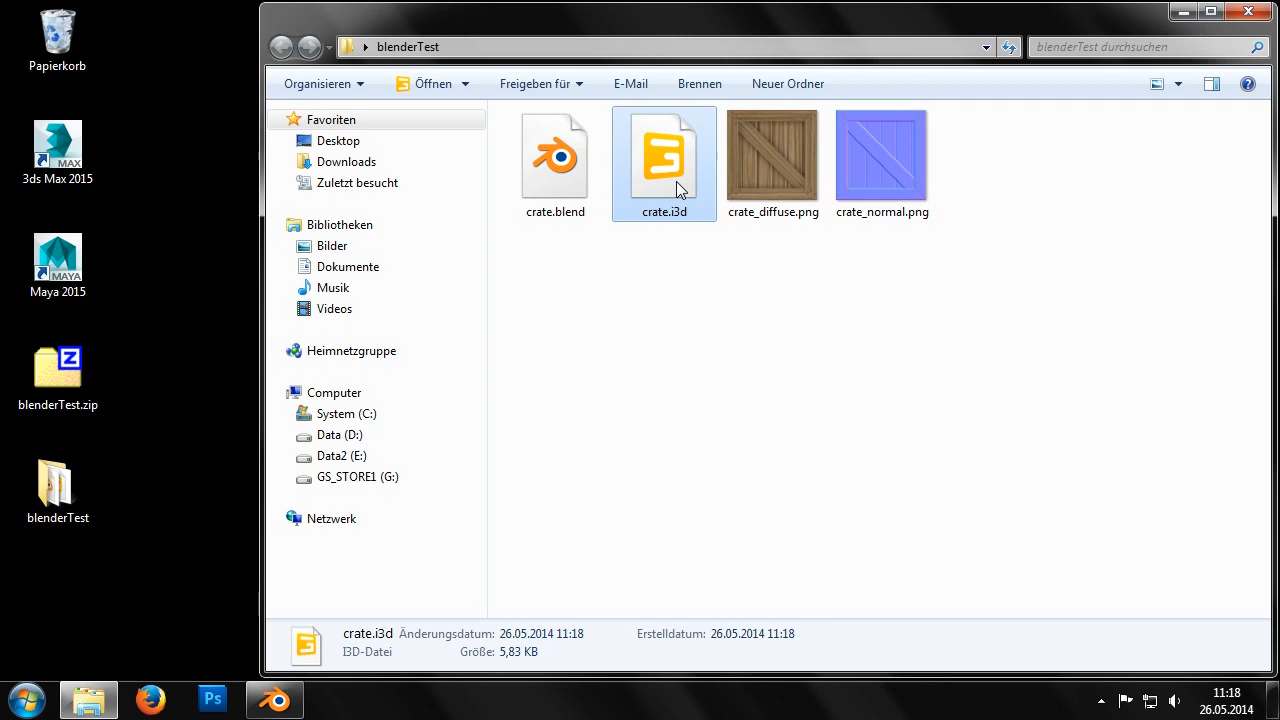 Papierkorb
MAX
3ds Max 2015
MAYA
Maya 2015
Z
blenderTest.zip
blenderTest
blenderTest
blenderTest durchsuchen
Organisieren
Öffnen
Freigeben für
E-Mail
Brennen
Neuer Ordner
Favoriten
Desktop
Downloads
Zuletzt besucht
Bibliotheken
Bilder
Dokumente
Musik
Videos
Heimnetzgruppe
Computer
System (C:)
Data (D:)
Data2 (E:)
GS_STORE1 (G:)
Netzwerk
crate.blend
crate.i3d
crate_diffuse.png
crate_normal.png
crate.i3d Änderungsdatum: 26.05.2014 11:18 Erstelldatum: 26.05.2014 11:18
I3D-Datei Größe: 5,83 KB
Ps
11:18
26.05.2014